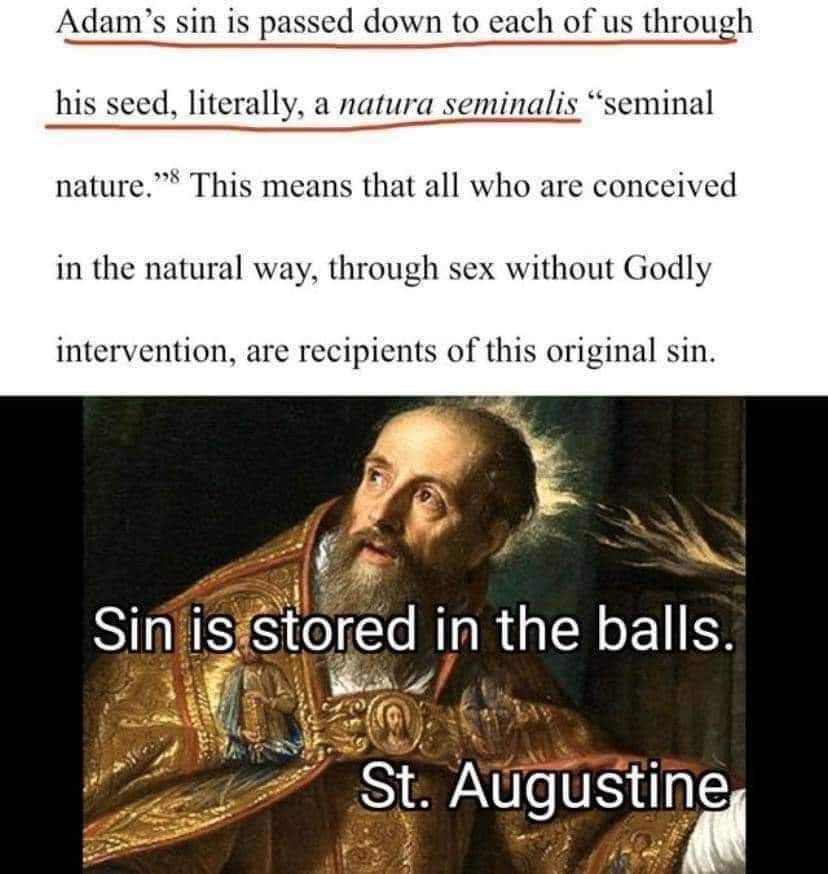 Adam’s sin is passed down to each of us through
his seed, literally, a natura seminalis “seminal
nature.”⁸ This means that all who are conceived
in the natural way, through sex without Godly
intervention, are recipients of this original sin.
Sin is stored in the balls.
St. Augustine